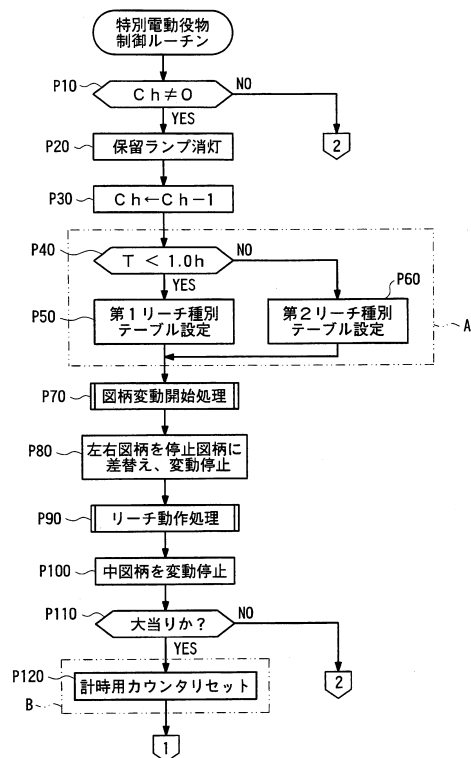 特別電動役物
制御ルーチン
P10
Ch≠0
NO
YES
2
P20
保留ランプ消灯
P30
Ch←Ch-1
P40
T < 1.0h
NO
YES
P60
P50
第1リーチ種別
テーブル設定
第2リーチ種別
テーブル設定
A
P70
図柄変動開始処理
P80
左右図柄を停止図柄に
差替え、変動停止
P90
リーチ動作処理
P100
中図柄を変動停止
P110
大当りか？
NO
YES
P120
計時用カウンタリセット
B
2
1